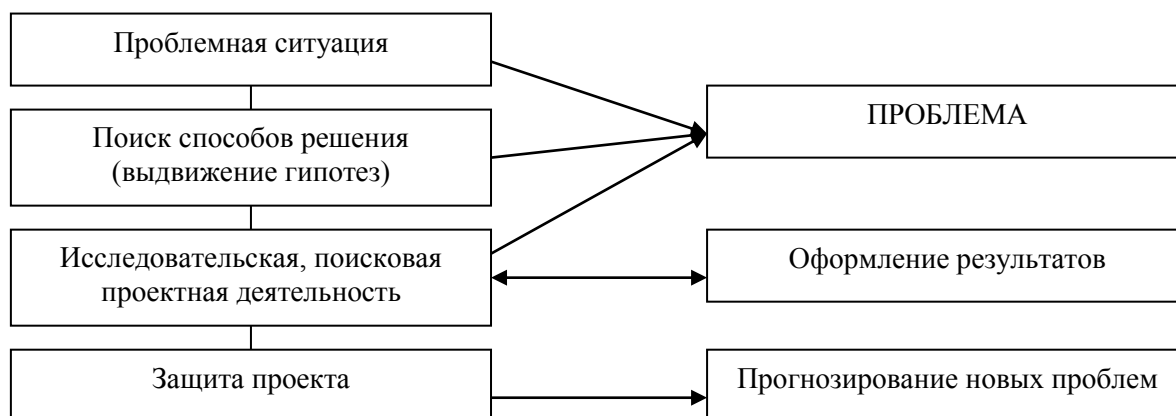 Проблемная ситуация
ПРОБЛЕМА
Поиск способов решения
(выдвижение гипотез)
Исследовательская, поисковая
проектная деятельность
Оформление результатов
Защита проекта
Прогнозирование новых проблем